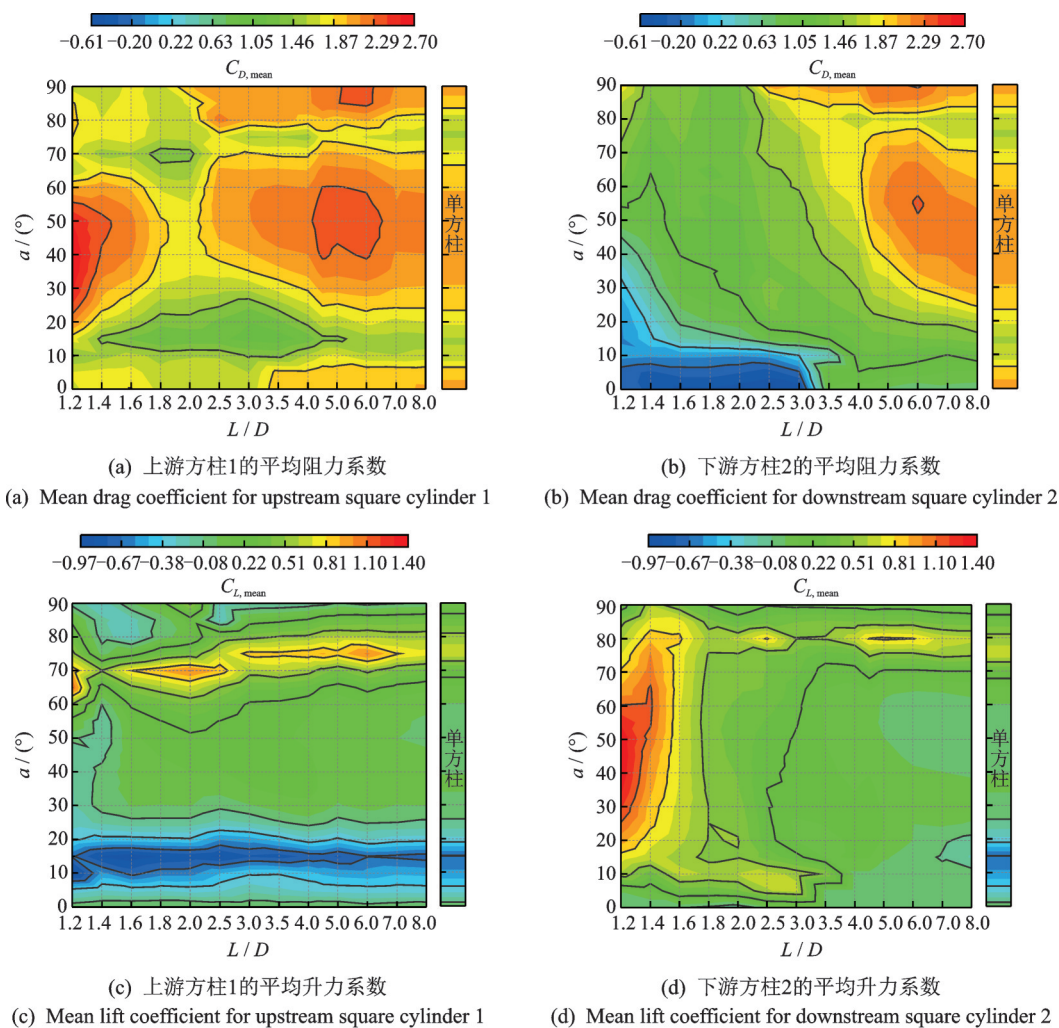 −0.61 −0.20 0.22 0.63 1.05 1.46 1.87 2.29 2.70
C_D, mean
90
80
70
60
50
40
30
20
10
0
a / (°)
1.2 1.4 1.6 1.8 2.0 2.5 3.0 3.5 4.0 5.0 6.0 7.0 8.0
L / D
单方柱
(a) 上游方柱1的平均阻力系数
(a) Mean drag coefficient for upstream square cylinder 1
−0.61 −0.20 0.22 0.63 1.05 1.46 1.87 2.29 2.70
C_D, mean
90
80
70
60
50
40
30
20
10
0
a / (°)
1.2 1.4 1.6 1.8 2.0 2.5 3.0 3.5 4.0 5.0 6.0 7.0 8.0
L / D
单方柱
(b) 下游方柱2的平均阻力系数
(b) Mean drag coefficient for downstream square cylinder 2
−0.97 −0.67 −0.38 −0.08 0.22 0.51 0.81 1.10 1.40
C_L, mean
90
80
70
60
50
40
30
20
10
0
a / (°)
1.2 1.4 1.6 1.8 2.0 2.5 3.0 3.5 4.0 5.0 6.0 7.0 8.0
L / D
单方柱
(c) 上游方柱1的平均升力系数
(c) Mean lift coefficient for upstream square cylinder 1
−0.97 −0.67 −0.38 −0.08 0.22 0.51 0.81 1.10 1.40
C_L, mean
90
80
70
60
50
40
30
20
10
0
a / (°)
1.2 1.4 1.6 1.8 2.0 2.5 3.0 3.5 4.0 5.0 6.0 7.0 8.0
L / D
单方柱
(d) 下游方柱2的平均升力系数
(d) Mean lift coefficient for downstream square cylinder 2